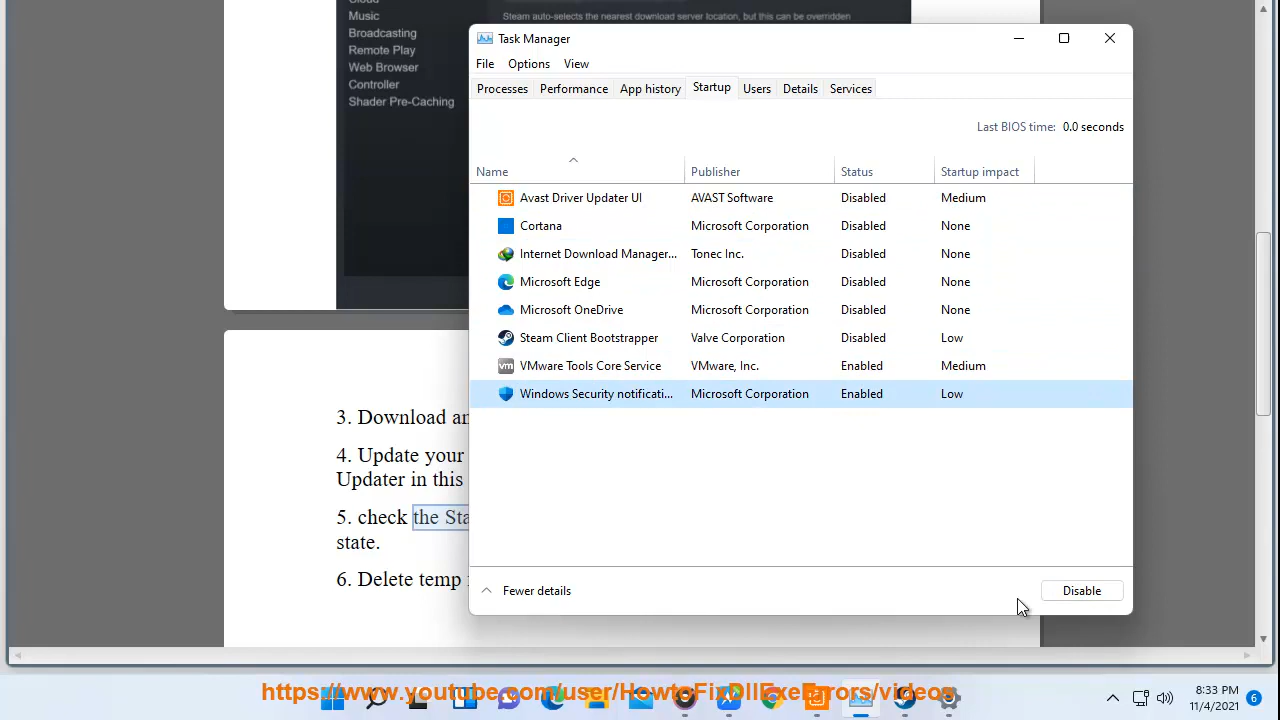 Music
Steam auto-selects the nearest download server location, but this can be overridden
Broadcasting
Remote Play
Web Browser
Controller
Shader Pre-Caching
Task Manager
File Options View
Processes Performance App history Startup Users Details Services
Last BIOS time: 0.0 seconds
Name Publisher Status Startup impact
Avast Driver Updater UI AVAST Software Disabled Medium
Cortana Microsoft Corporation Disabled None
Internet Download Manager... Tonec Inc. Disabled None
Microsoft Edge Microsoft Corporation Disabled None
Microsoft OneDrive Microsoft Corporation Disabled None
Steam Client Bootstrapper Valve Corporation Disabled Low
vm VMware Tools Core Service VMware, Inc. Enabled Medium
Windows Security notificati... Microsoft Corporation Enabled Low
3. Download an
4. Update your
Updater in this
5. check the Sta
state.
6. Delete temp
Fewer details
Disable
https://www.youtube.com/user/HowtoFixDllExeErrors/videos
:33 PM
11/4/2021
6